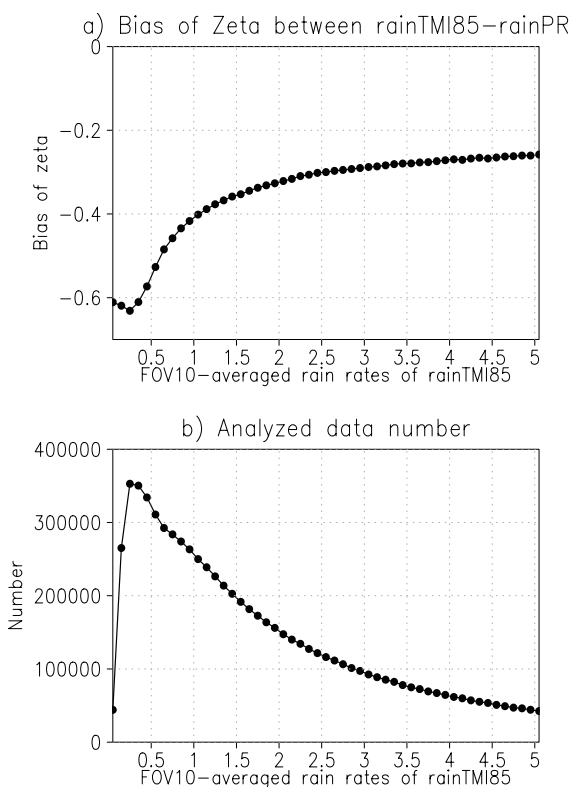 a) Bias of Zeta between rainTMI85-rainPR
0
-0.2
-0.4
-0.6
Bias of zeta
0.5 1 1.5 2 2.5 3 3.5 4 4.5 5
FOV10-averaged rain rates of rainTMI85
b) Analyzed data number
400000
300000
200000
100000
0
Number
0.5 1 1.5 2 2.5 3 3.5 4 4.5 5
FOV10-averaged rain rates of rainTMI85